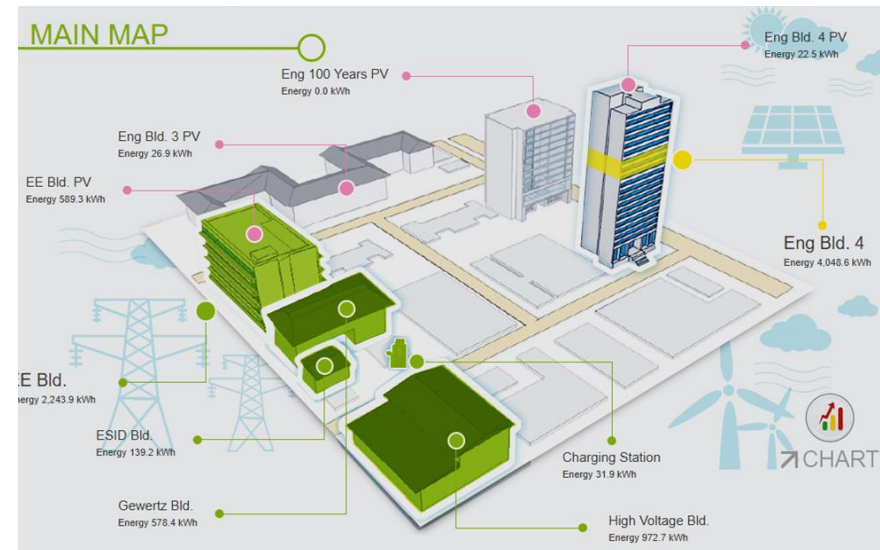 MAIN MAP
Eng Bld. 4 PV
Energy 22.5 kWh
Eng 100 Years PV
Energy 0.0 kWh
Eng Bld. 3 PV
Energy 26.9 kWh
EE Bld. PV
Energy 589.3 kWh
Eng Bld. 4
Energy 4,048.6 kWh
EE Bld.
nergy 2,243.9 kWh
ESID Bld.
Energy 139.2 kWh
Charging Station
Energy 31.9 kWh
CHART
Gewertz Bld.
Energy 578.4 kWh
High Voltage Bld.
Energy 972.7 kWh